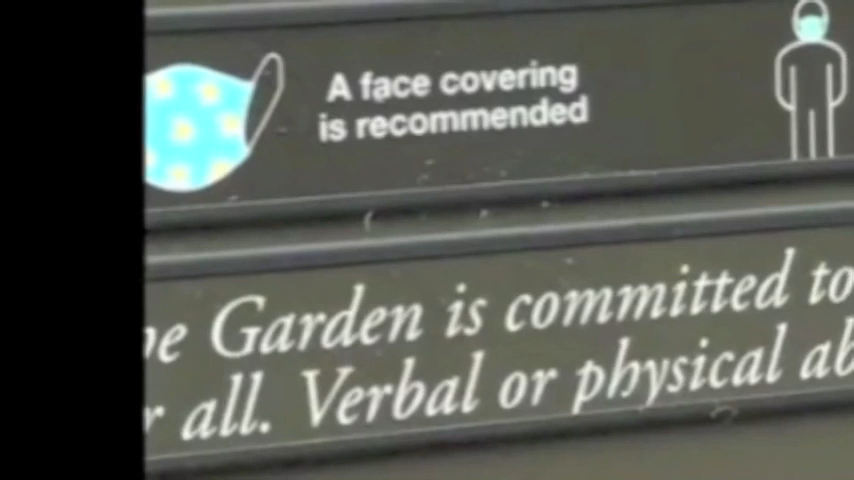 A face covering
is recommended
Garden is committed to
all. Verbal or physical